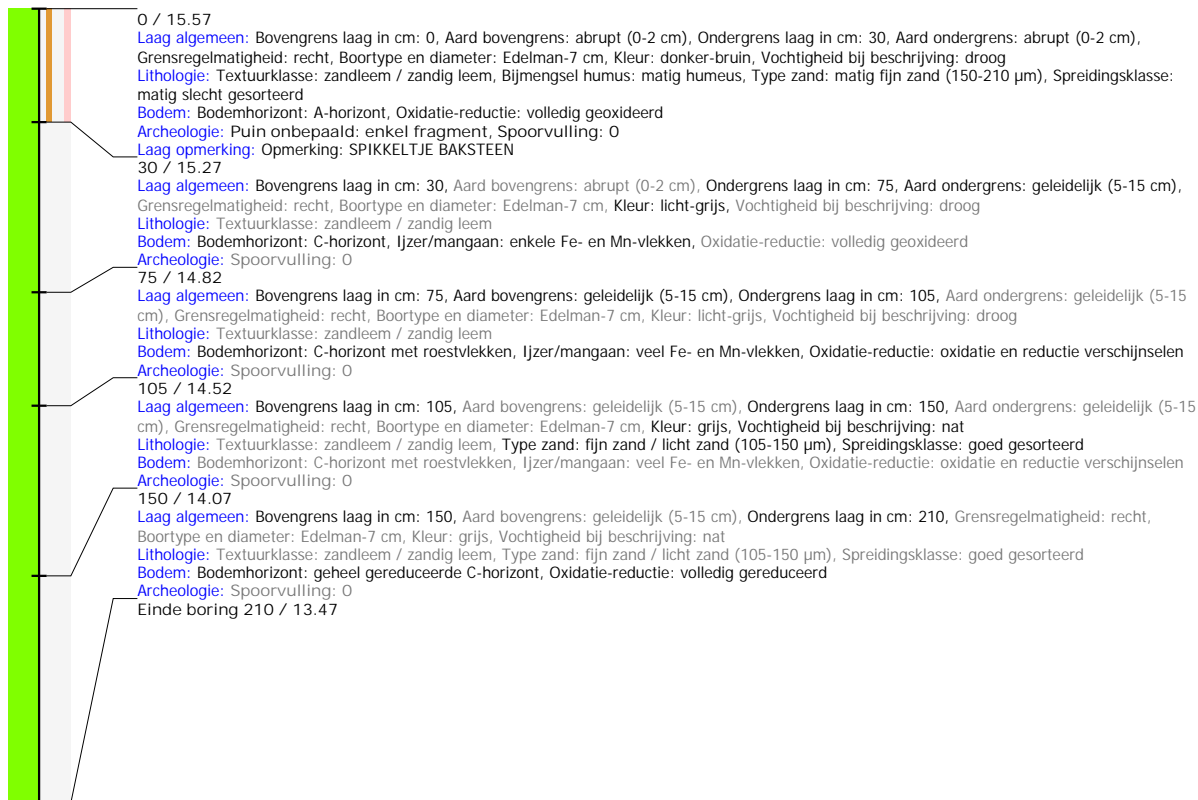 0 / 15.57
Laag algemeen: Bovengrens laag in cm: 0, Aard bovengrens: abrupt (0-2 cm), Ondergrens laag in cm: 30, Aard ondergrens: abrupt (0-2 cm),
Grensregelmatigheid: recht, Boortype en diameter: Edelman-7 cm, Kleur: donker-bruin, Vochtigheid bij beschrijving: droog
Lithologie: Textuurklasse: zandleem / zandig leem, Bijmengsel humus: matig humeus, Type zand: matig fijn zand (150-210 µm), Spreidingsklasse:
matig slecht gesorteerd
Bodem: Bodemhorizont: A-horizont, Oxidatie-reductie: volledig geoxideerd
Archeologie: Puin onbepaald: enkel fragment, Spoorvulling: 0
Laag opmerking: Opmerking: SPIKKELTJE BAKSTEEN
30 / 15.27
Laag algemeen: Bovengrens laag in cm: 30, Aard bovengrens: abrupt (0-2 cm), Ondergrens laag in cm: 75, Aard ondergrens: geleidelijk (5-15 cm),
Grensregelmatigheid: recht, Boortype en diameter: Edelman-7 cm, Kleur: licht-grijs, Vochtigheid bij beschrijving: droog
Lithologie: Textuurklasse: zandleem / zandig leem
Bodem: Bodemhorizont: C-horizont, Ijzer/mangaan: enkele Fe- en Mn-vlekken, Oxidatie-reductie: volledig geoxideerd
Archeologie: Spoorvulling: 0
75 / 14.82
Laag algemeen: Bovengrens laag in cm: 75, Aard bovengrens: geleidelijk (5-15 cm), Ondergrens laag in cm: 105, Aard ondergrens: geleidelijk (5-15
cm), Grensregelmatigheid: recht, Boortype en diameter: Edelman-7 cm, Kleur: licht-grijs, Vochtigheid bij beschrijving: droog
Lithologie: Textuurklasse: zandleem / zandig leem
Bodem: Bodemhorizont: C-horizont met roestvlekken, Ijzer/mangaan: veel Fe- en Mn-vlekken, Oxidatie-reductie: oxidatie en reductie verschijnselen
Archeologie: Spoorvulling: 0
105 / 14.52
Laag algemeen: Bovengrens laag in cm: 105, Aard bovengrens: geleidelijk (5-15 cm), Ondergrens laag in cm: 150, Aard ondergrens: geleidelijk (5-15
cm), Grensregelmatigheid: recht, Boortype en diameter: Edelman-7 cm, Kleur: grijs, Vochtigheid bij beschrijving: nat
Lithologie: Textuurklasse: zandleem / zandig leem, Type zand: fijn zand / licht zand (105-150 µm), Spreidingsklasse: goed gesorteerd
Bodem: Bodemhorizont: C-horizont met roestvlekken, Ijzer/mangaan: veel Fe- en Mn-vlekken, Oxidatie-reductie: oxidatie en reductie verschijnselen
Archeologie: Spoorvulling: 0
150 / 14.07
Laag algemeen: Bovengrens laag in cm: 150, Aard bovengrens: geleidelijk (5-15 cm), Ondergrens laag in cm: 210, Grensregelmatigheid: recht,
Boortype en diameter: Edelman-7 cm, Kleur: grijs, Vochtigheid bij beschrijving: nat
Lithologie: Textuurklasse: zandleem / zandig leem, Type zand: fijn zand / licht zand (105-150 µm), Spreidingsklasse: goed gesorteerd
Bodem: Bodemhorizont: geheel gereduceerde C-horizont, Oxidatie-reductie: volledig gereduceerd
Archeologie: Spoorvulling: 0
Einde boring 210 / 13.47